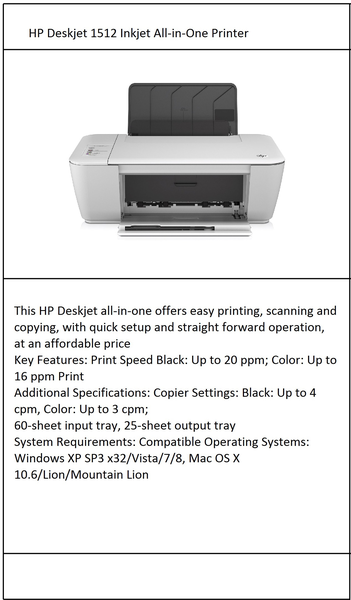 HP Deskjet 1512 Inkjet All-in-One Printer
This HP Deskjet all-in-one offers easy printing, scanning and
copying, with quick setup and straight forward operation,
at an affordable price
Key Features: Print Speed Black: Up to 20 ppm; Color: Up to
16 ppm Print
Additional Specifications: Copier Settings: Black: Up to 4
cpm, Color: Up to 3 cpm;
60-sheet input tray, 25-sheet output tray
System Requirements: Compatible Operating Systems:
Windows XP SP3 x32/Vista/7/8, Mac OS X
10.6/Lion/Mountain Lion